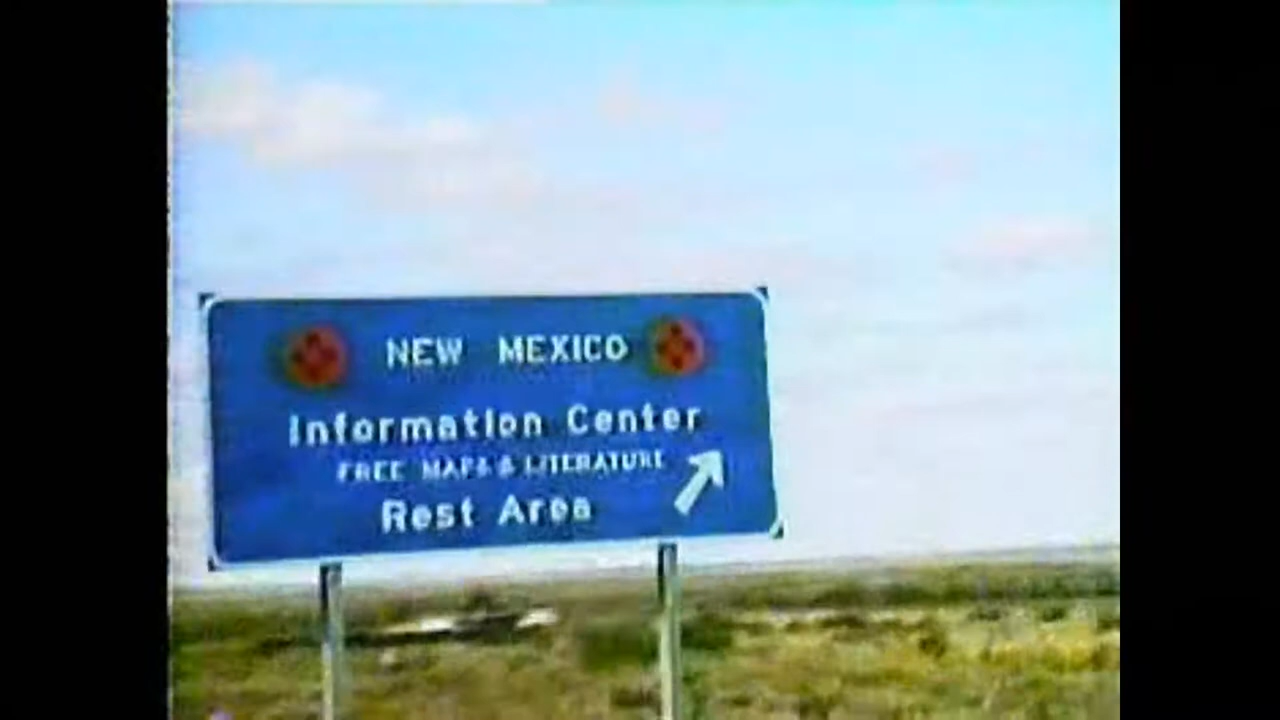 NEW MEXICO
Information Center
FREE MAPS & LITERATURE
Rest Area